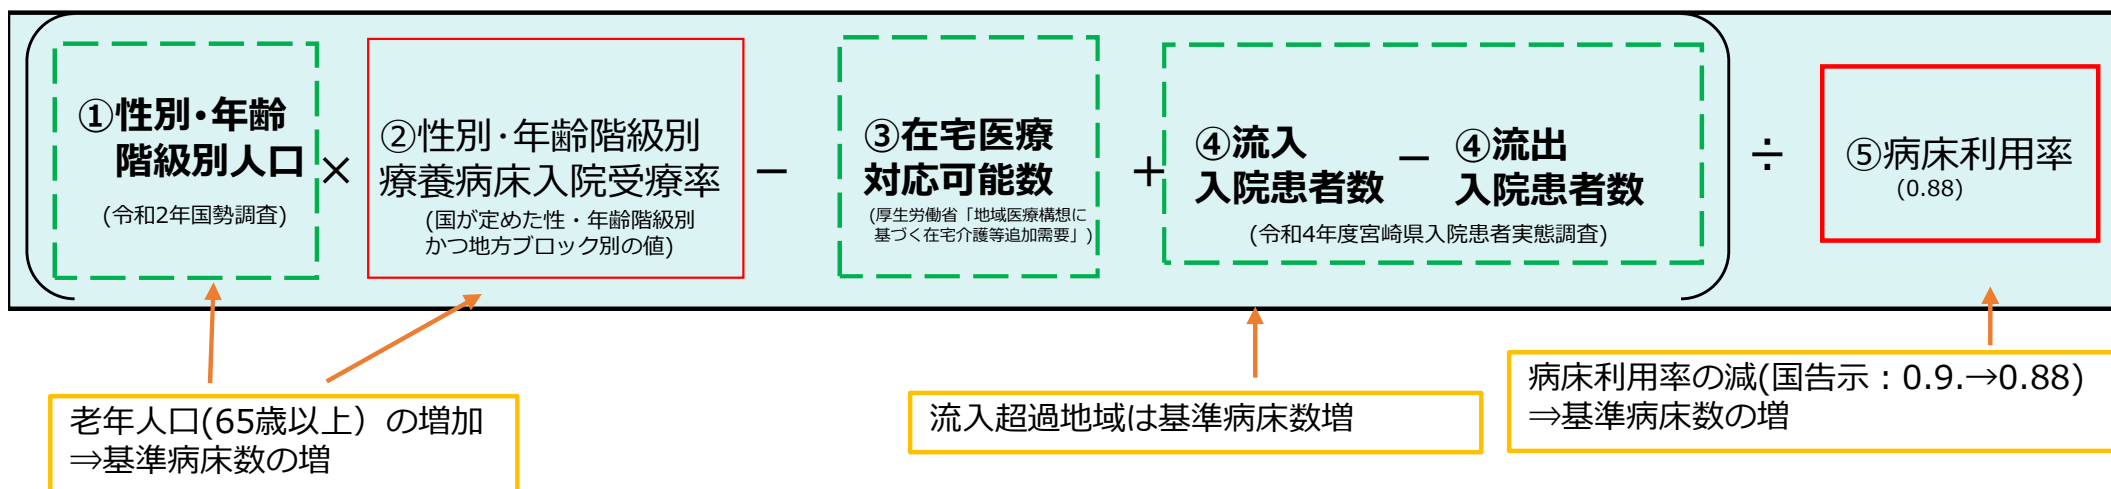 ①性別・年齢
階級別人口
(令和2年国勢調査)
×
②性別・年齢階級別
療養病床入院受療率
(国が定めた性・年齢階級別
かつ地方ブロック別の値)
－
③在宅医療
対応可能数
(厚生労働省「地域医療構想に
基づく在宅介護等追加需要」)
+
④流入
入院患者数
－
④流出
入院患者数
(令和4年度宮崎県入院患者実態調査)
÷
⑤病床利用率
(0.88)
老年人口(65歳以上）の増加
⇒基準病床数の増
流入超過地域は基準病床数増
病床利用率の減(国告示：0.9.→0.88)
⇒基準病床数の増